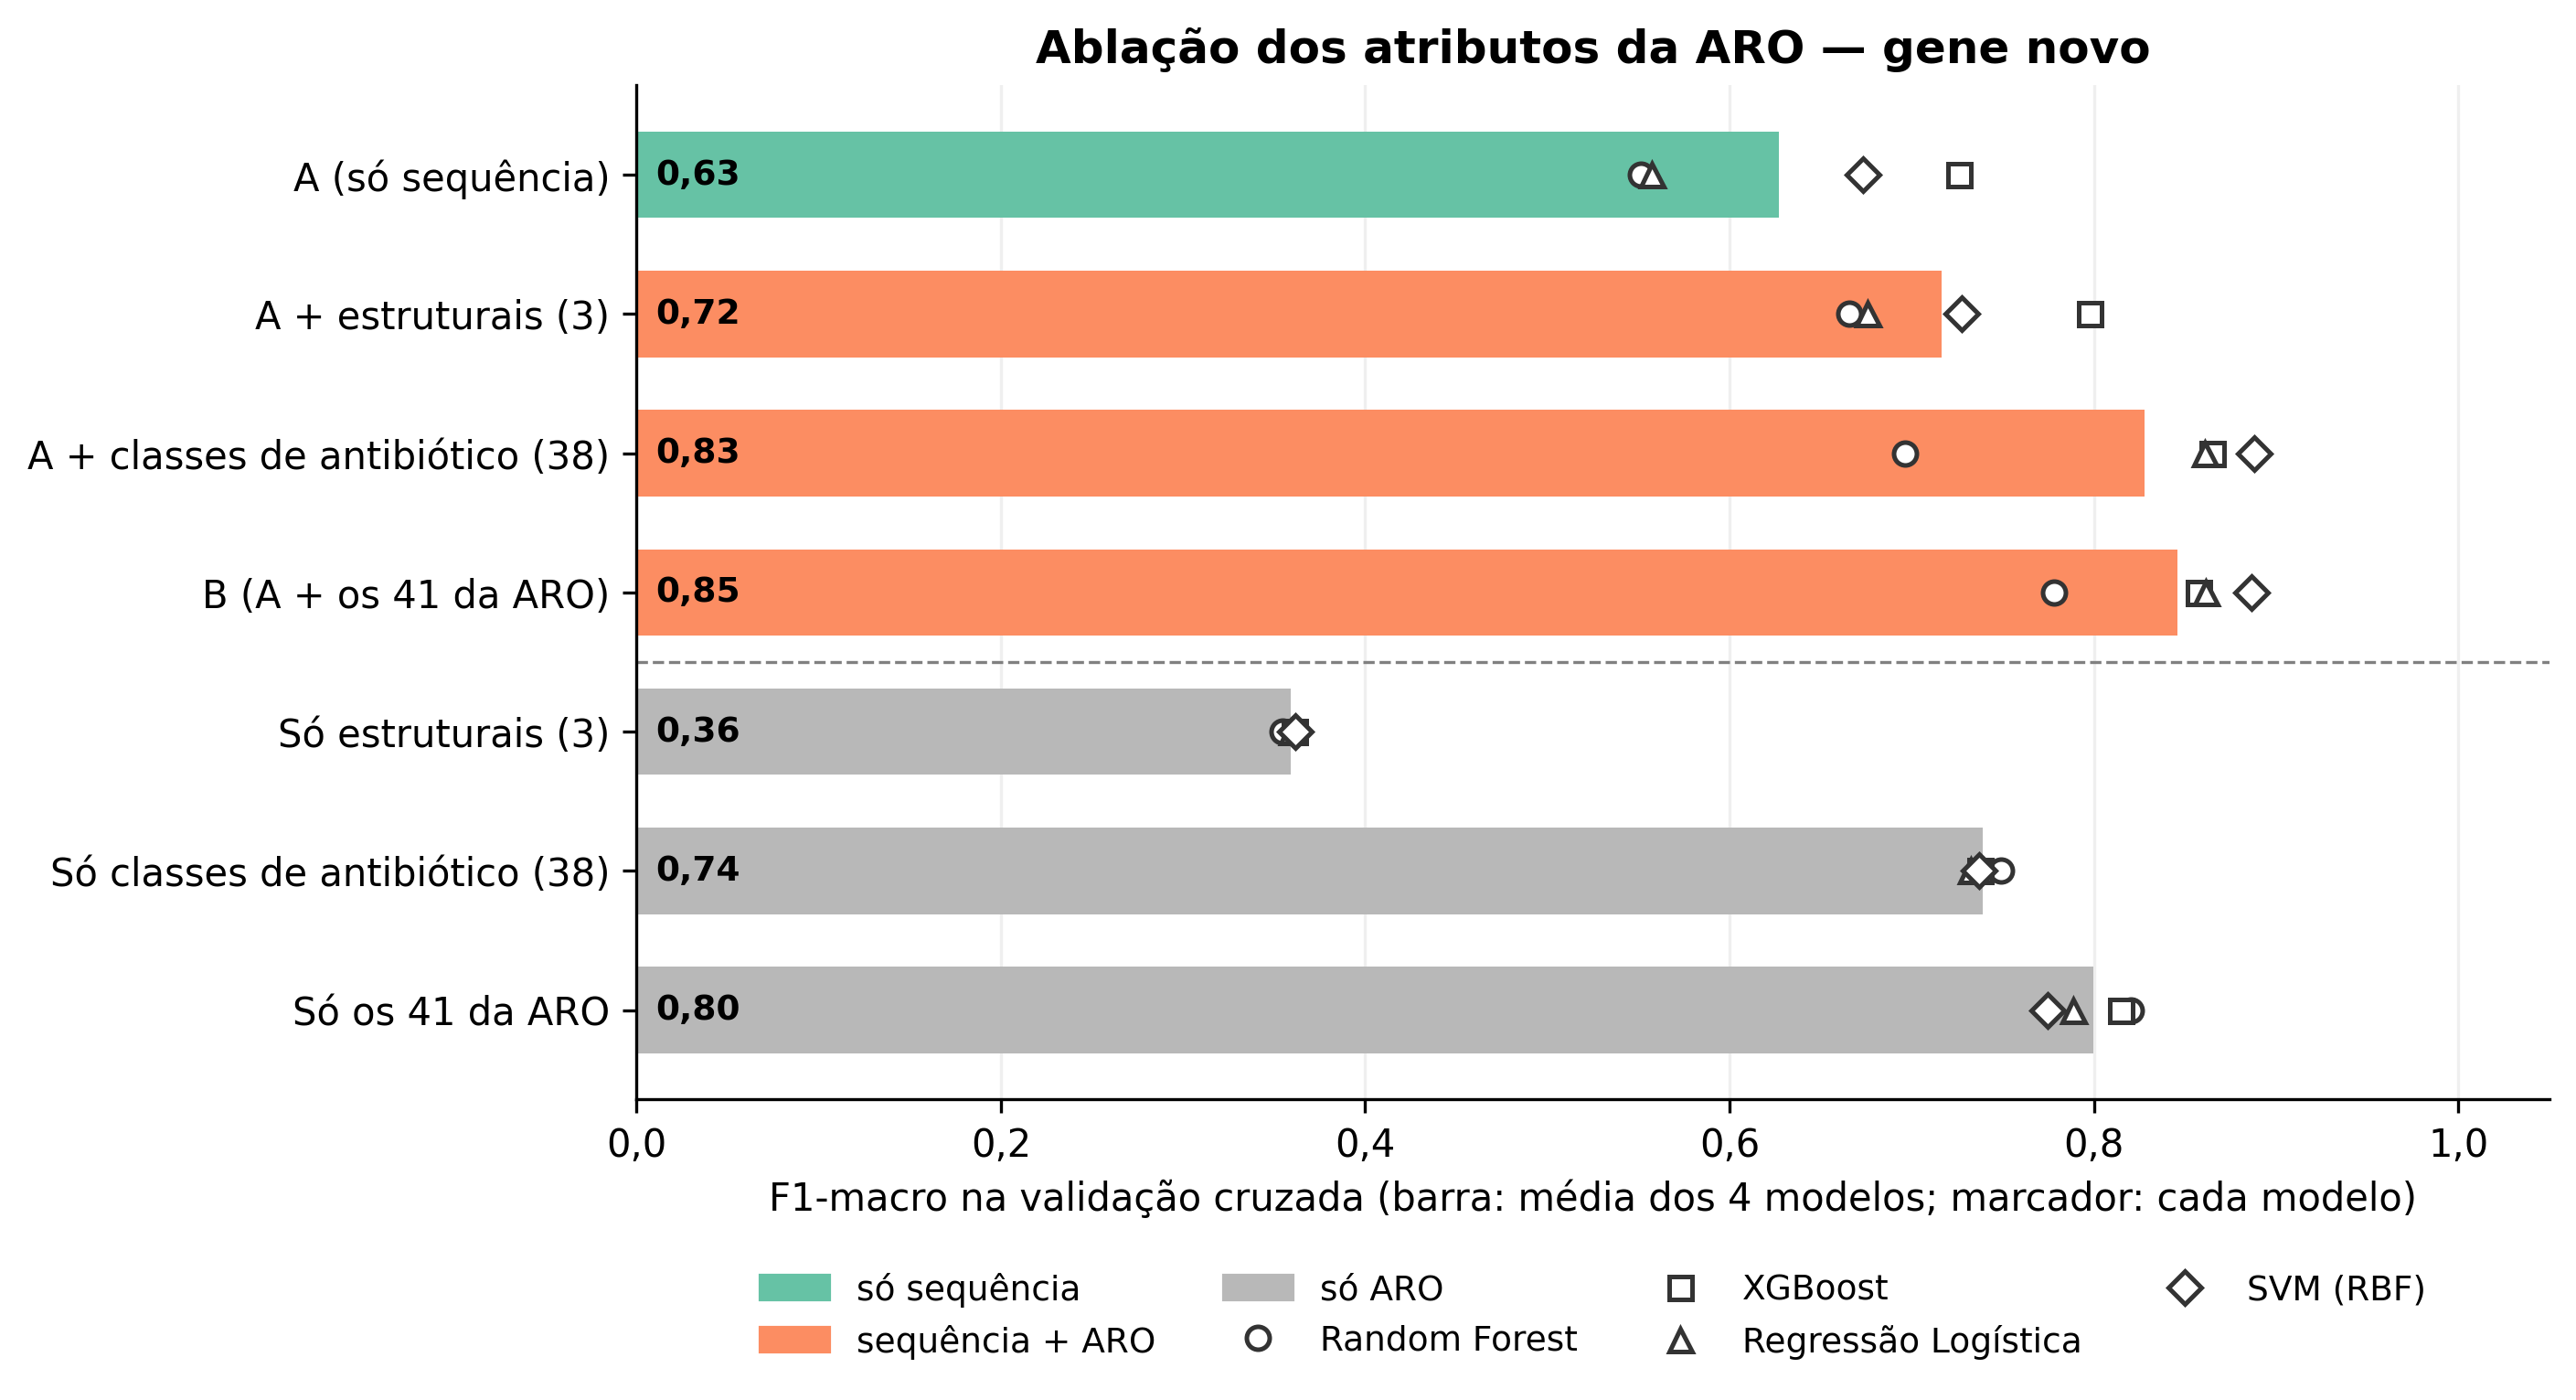 Ablação dos atributos da ARO — gene novo
A (só sequência)
0,63
A + estruturais (3)
0,72
A + classes de antibiótico (38)
0,83
B (A + os 41 da ARO)
0,85
Só estruturais (3)
0,36
Só classes de antibiótico (38)
0,74
Só os 41 da ARO
0,80
0,0 0,2 0,4 0,6 0,8 1,0
F1-macro na validação cruzada (barra: média dos 4 modelos; marcador: cada modelo)
só sequência
sequência + ARO
só ARO
Random Forest
XGBoost
Regressão Logística
SVM (RBF)